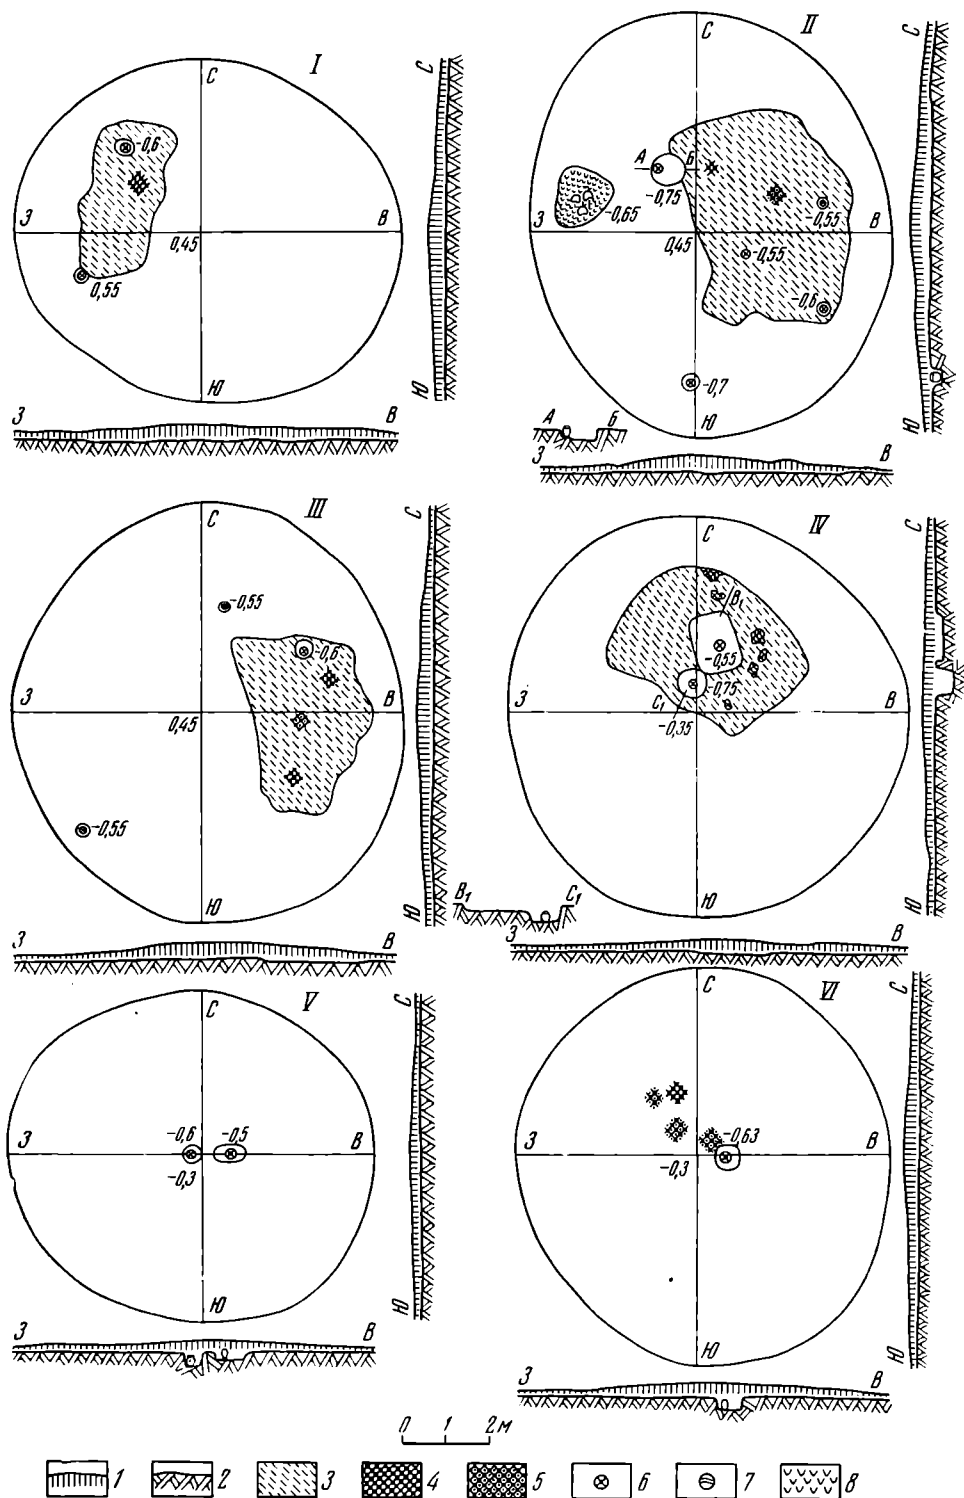 I
С
-0,6
З
В
0,45
0,55
Ю
З
В
С
Ю
II
С
А
Б
-0,75
-0,65
З
0,45
-0,55
-0,55
-0,6
-0,7
Ю
А
Б
З
В
С
Ю
III
С
-0,55
-0,6
З
В
0,45
-0,55
Ю
З
В
С
Ю
IV
С
В₁
-0,55
-0,75
С₁
З
В
-0,35
Ю
В₁
С₁
З
В
С
Ю
V
С
З
-0,6
-0,5
В
-0,3
Ю
З
В
С
Ю
VI
С
-0,63
З
В
-0,3
Ю
З
В
С
Ю
0 1 2 м
1 2 3 4 5 6 7 8